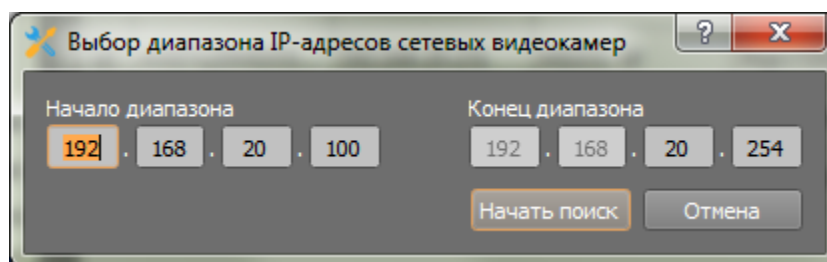 Выбор диапазона IP-адресов сетевых видеокамер
Начало диапазона Конец диапазона
192 . 168 . 20 . 100 192 . 168 . 20 . 254
Начать поиск Отмена